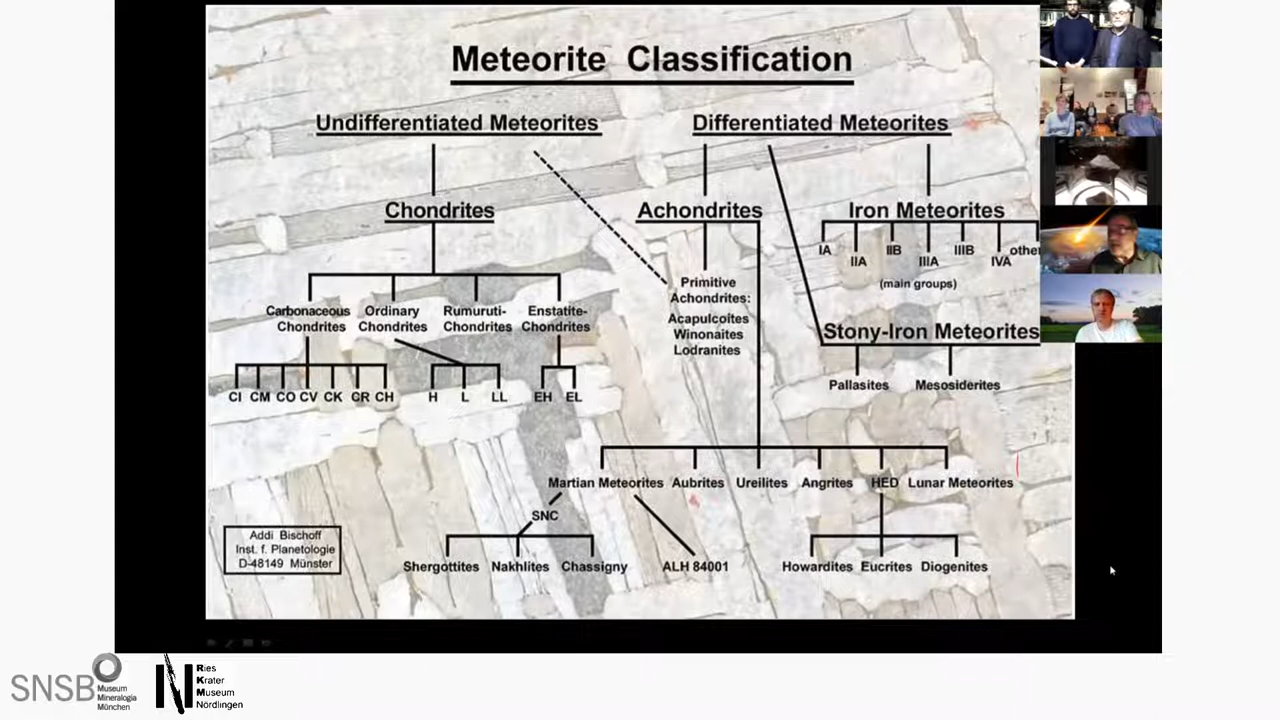 Meteorite Classification
Undifferentiated Meteorites
Differentiated Meteorites
Chondrites
Achondrites
Iron Meteorites
IA
IIA
IIB
IIIA
IIIB
IVA
other
(main groups)
Primitive
Achondrites:
Acapulcoites
Winonaites
Lodranites
Carbonaceous
Chondrites
Ordinary
Chondrites
Rumuruti-
Chondrites
Enstatite-
Chondrites
Stony-Iron Meteorites
Pallasites
Mesosiderites
CI
CM
CO
CV
CK
CR
CH
H
L
LL
EH
EL
Martian Meteorites
Aubrites
Ureilites
Angrites
HED
Lunar Meteorites
SNC
Shergottites
Nakhlites
Chassigny
ALH 84001
Howardites
Eucrites
Diogenites
Addi Bischoff
Inst. f. Planetologie
D-48149 Münster
SNSB
Museum
Mineralogia
München
N
Ries
Krater
Museum
Nördlingen